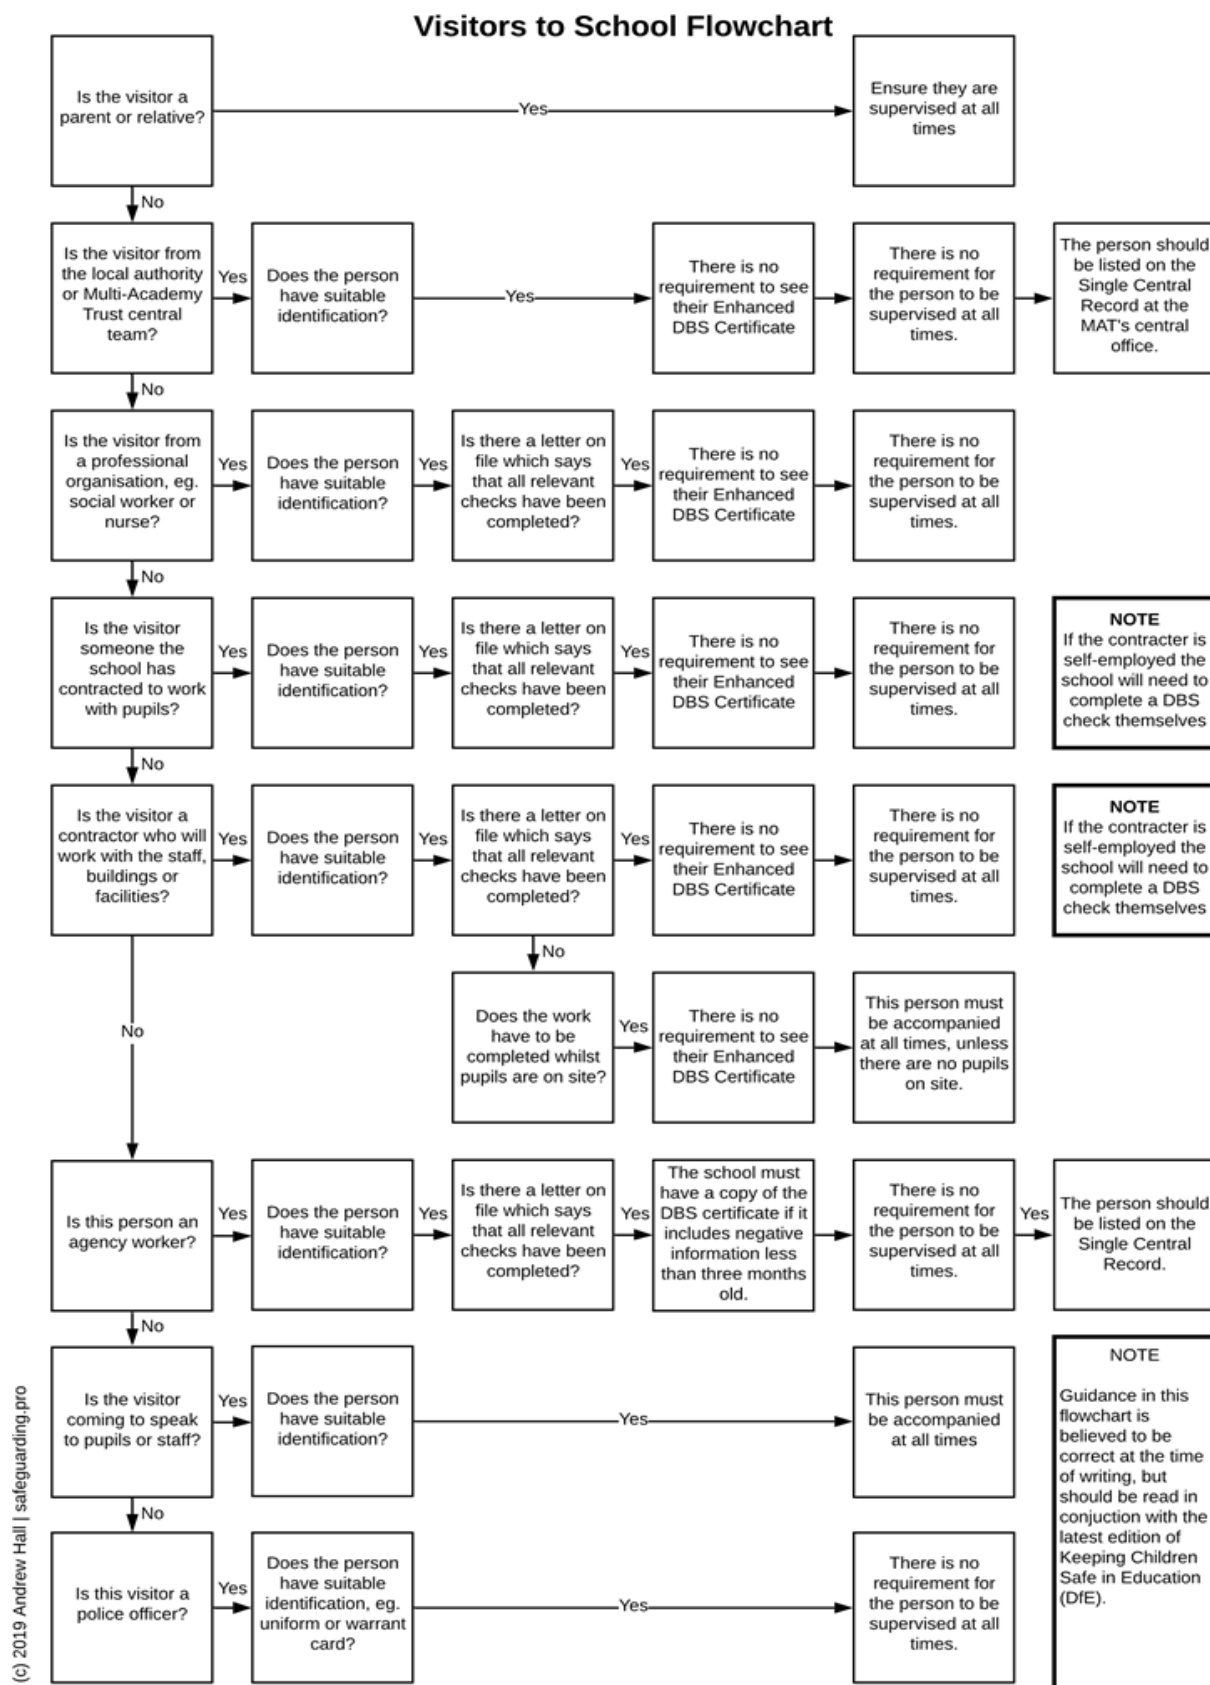 Visitors to School Flowchart
Is the visitor a
parent or relative?
Yes
Ensure they are
supervised at all
times
No
Is the visitor from
the local authority
or Multi-Academy
Trust central
team?
Yes
Does the person
have suitable
identification?
Yes
There is no
requirement to see
their Enhanced
DBS Certificate
There is no
requirement for
the person to be
supervised at all
times.
The person should
be listed on the
Single Central
Record at the
MAT's central
office.
No
Is the visitor from
a professional
organisation, eg.
social worker or
nurse?
Yes
Does the person
have suitable
identification?
Yes
Is there a letter on
file which says
that all relevant
checks have been
completed?
Yes
There is no
requirement to see
their Enhanced
DBS Certificate
There is no
requirement for
the person to be
supervised at all
times.
No
Is the visitor
someone the
school has
contracted to work
with pupils?
Yes
Does the person
have suitable
identification?
Yes
Is there a letter on
file which says
that all relevant
checks have been
completed?
Yes
There is no
requirement to see
their Enhanced
DBS Certificate
There is no
requirement for
the person to be
supervised at all
times.
NOTE
If the contracter is
self-employed the
school will need to
complete a DBS
check themselves
No
Is the visitor a
contractor who will
work with the staff,
buildings or
facilities?
Yes
Does the person
have suitable
identification?
Yes
Is there a letter on
file which says
that all relevant
checks have been
completed?
Yes
There is no
requirement to see
their Enhanced
DBS Certificate
There is no
requirement for
the person to be
supervised at all
times.
NOTE
If the contracter is
self-employed the
school will need to
complete a DBS
check themselves
No
No
Does the work
have to be
completed whilst
pupils are on site?
Yes
There is no
requirement to see
their Enhanced
DBS Certificate
This person must
be accompanied
at all times, unless
there are no pupils
on site.
Is this person an
agency worker?
Yes
Does the person
have suitable
identification?
Yes
Is there a letter on
file which says
that all relevant
checks have been
completed?
Yes
The school must
have a copy of the
DBS certificate if it
includes negative
information less
than three months
old.
There is no
requirement for
the person to be
supervised at all
times.
Yes
The person should
be listed on the
Single Central
Record.
No
Is the visitor
coming to speak
to pupils or staff?
Yes
Does the person
have suitable
identification?
Yes
This person must
be accompanied
at all times
NOTE
Guidance in this
flowchart is
believed to be
correct at the time
of writing, but
should be read in
conjuction with the
latest edition of
Keeping Children
Safe in Education
(DfE).
No
Is this visitor a
police officer?
Yes
Does the person
have suitable
identification, eg.
uniform or warrant
card?
Yes
There is no
requirement for
the person to be
supervised at all
times.
(c) 2019 Andrew Hall | safeguarding.pro